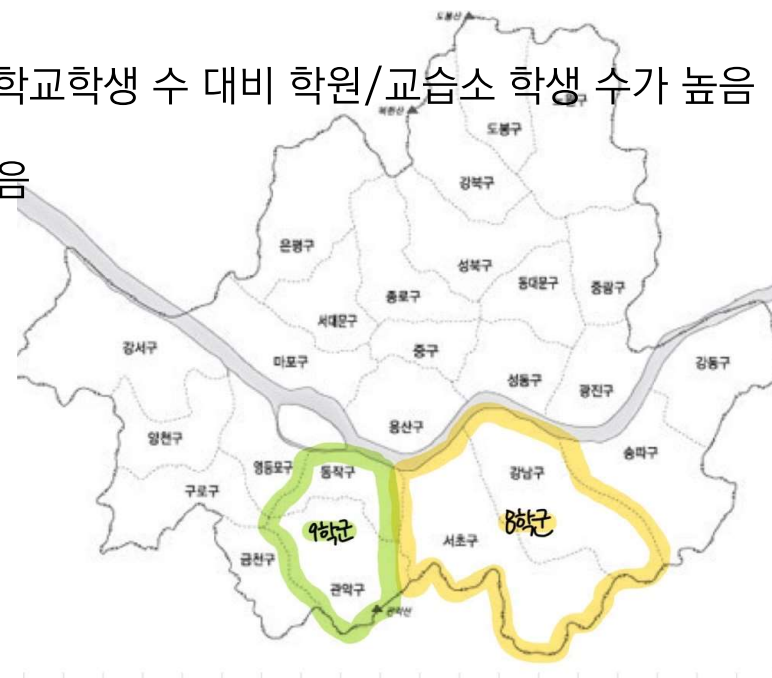 도봉산
학교학생 수 대비 학원/교습소 학생 수가 높음
북한산
도봉구
음
강북구
은평구
성북구
동대문구
중랑구
종로구
서대문구
강서구
중구
마포구
강동구
성동구
광진구
용산구
양천구
송파구
영등포구
동작구
강남구
구로구
9학군
8학군
서초구
금천구
관악구
관악산